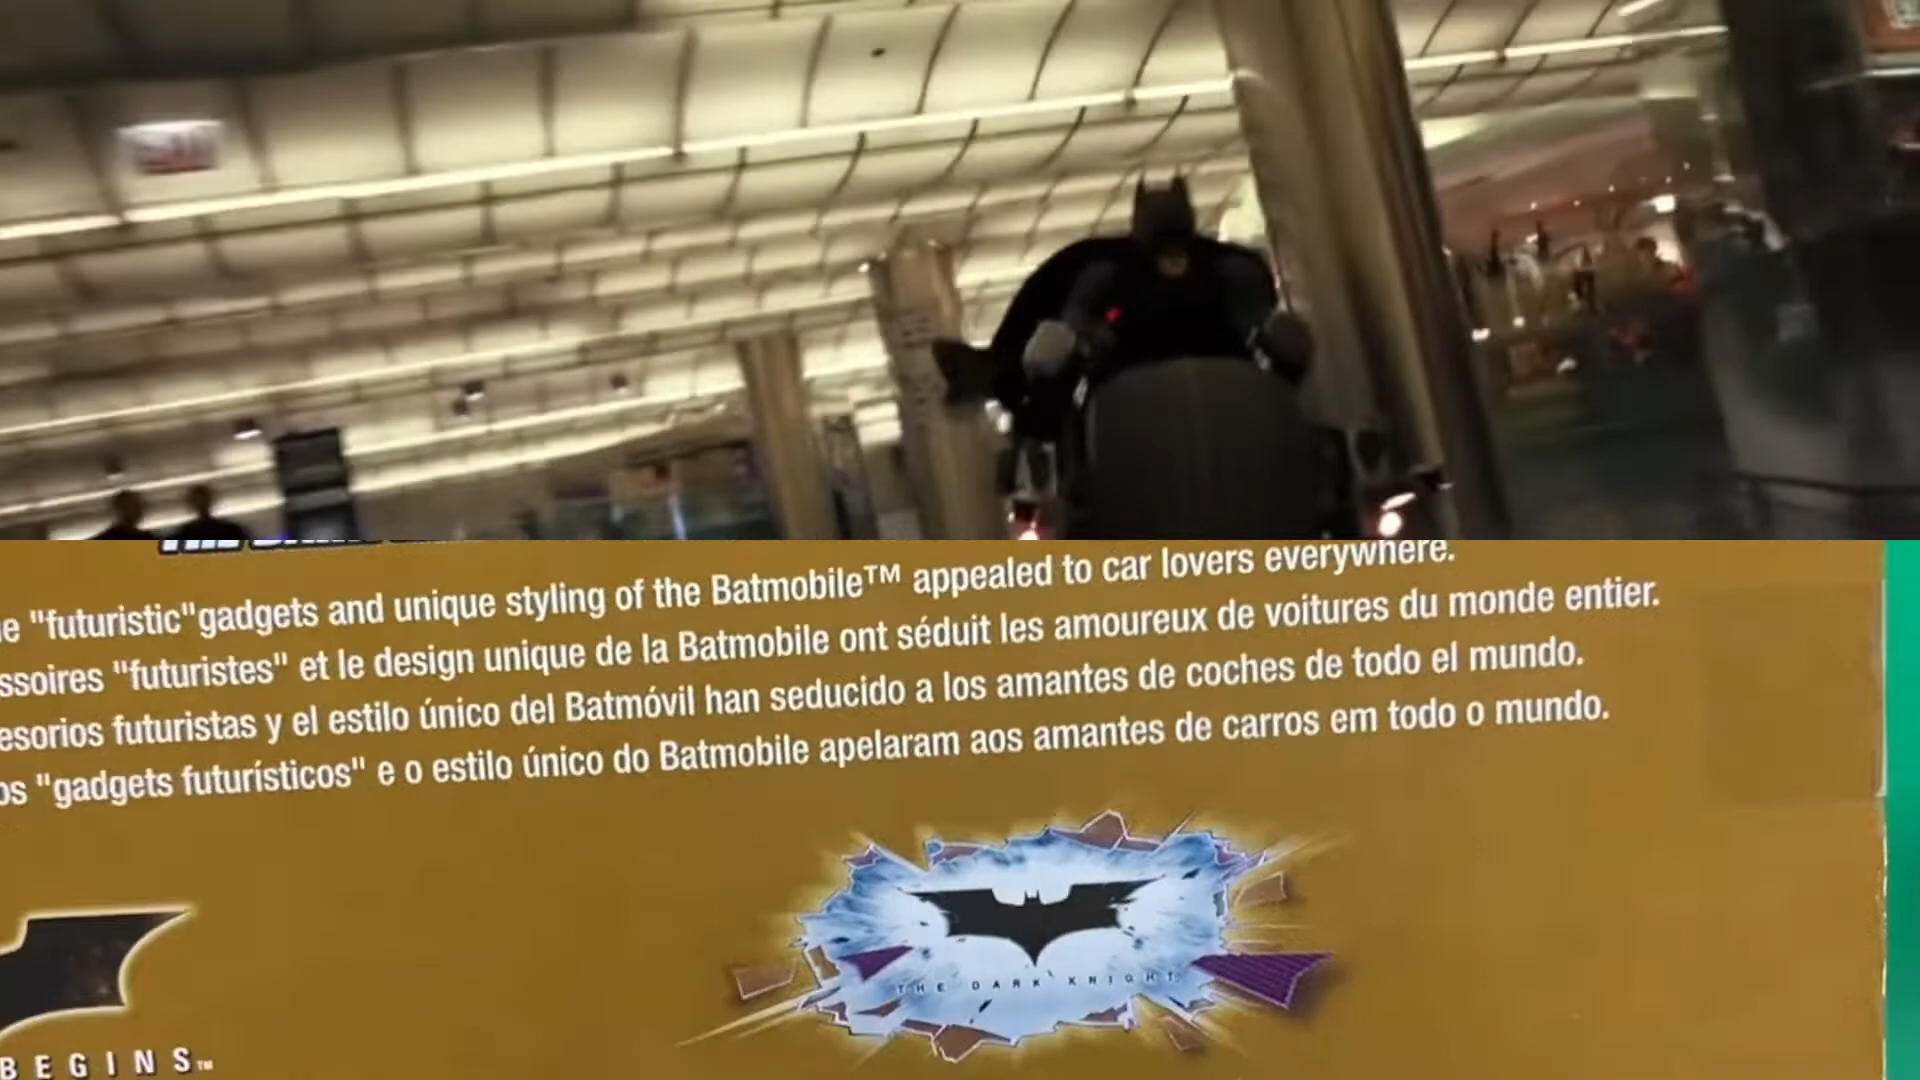 e "futuristic"gadgets and unique styling of the Batmobile™ appealed to car lovers everywhere.
ssoires "futuristes" et le design unique de la Batmobile ont séduit les amoureux de voitures du monde entier.
esorios futuristas y el estilo único del Batmóvil han seducido a los amantes de coches de todo el mundo.
os "gadgets futurísticos" e o estilo único do Batmobile apelaram aos amantes de carros em todo o mundo.
THE DARK KNIGHT
BEGINS™